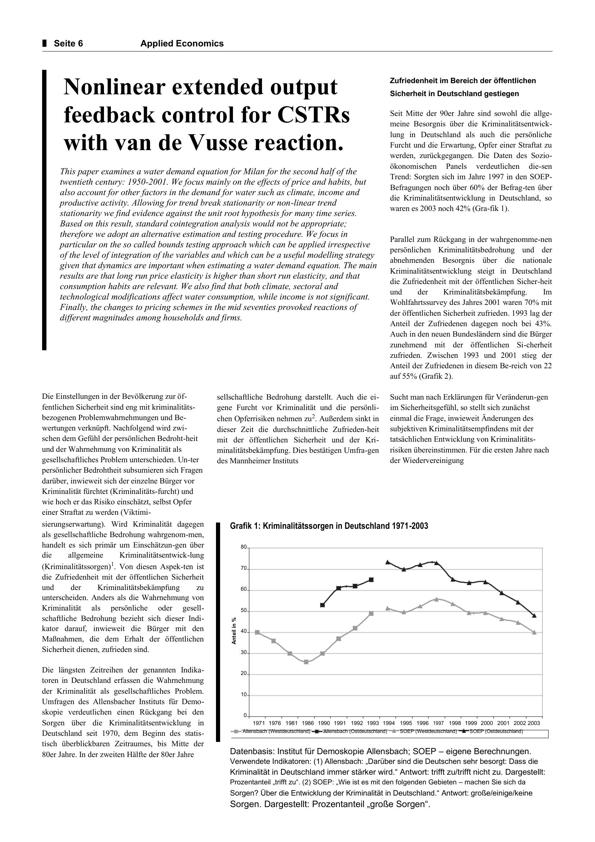 Seite 6 Applied Economics
Nonlinear extended output
feedback control for CSTRs
with van de Vusse reaction.
This paper examines a water demand equation for Milan for the second half of the
twentieth century: 1950-2001. We focus mainly on the effects of price and habits, but
also account for other factors in the demand for water such as climate, income and
productive activity. Allowing for trend break stationarity or non-linear trend
stationarity we find evidence against the unit root hypothesis for many time series.
Based on this result, standard cointegration analysis would not be appropriate;
therefore we adopt an alternative estimation and testing procedure. We focus in
particular on the so called bounds testing approach which can be applied irrespective
of the level of integration of the variables and which can be a useful modelling strategy
given that dynamics are important when estimating a water demand equation. The main
results are that long run price elasticity is higher than short run elasticity, and that
consumption habits are relevant. We also find that both climate, sectoral and
technological modifications affect water consumption, while income is not significant.
Finally, the changes to pricing schemes in the mid seventies provoked reactions of
different magnitudes among households and firms.
Zufriedenheit im Bereich der öffentlichen
Sicherheit in Deutschland gestiegen
Seit Mitte der 90er Jahre sind sowohl die allge-
meine Besorgnis über die Kriminalitätsentwick-
lung in Deutschland als auch die persönliche
Furcht und die Erwartung, Opfer einer Straftat zu
werden, zurückgegangen. Die Daten des Sozio-
ökonomischen Panels verdeutlichen die-sen
Trend: Sorgten sich im Jahre 1997 in den SOEP-
Befragungen noch über 60% der Befrag-ten über
die Kriminalitätsentwicklung in Deutschland, so
waren es 2003 noch 42% (Gra-fik 1).
Parallel zum Rückgang in der wahrgenomme-nen
persönlichen Kriminalitätsbedrohung und der
abnehmenden Besorgnis über die nationale
Kriminalitätsentwicklung steigt in Deutschland
die Zufriedenheit mit der öffentlichen Sicher-heit
und der Kriminalitätsbekämpfung. Im
Wohlfahrtssurvey des Jahres 2001 waren 70% mit
der öffentlichen Sicherheit zufrieden. 1993 lag der
Anteil der Zufriedenen dagegen noch bei 43%.
Auch in den neuen Bundesländern sind die Bürger
zunehmend mit der öffentlichen Si-cherheit
zufrieden. Zwischen 1993 und 2001 stieg der
Anteil der Zufriedenen in diesem Be-reich von 22
auf 55% (Grafik 2).
Die Einstellungen in der Bevölkerung zur öf-
fentlichen Sicherheit sind eng mit kriminalitäts-
bezogenen Problemwahrnehmungen und Be-
wertungen verknüpft. Nachfolgend wird zwi-
schen dem Gefühl der persönlichen Bedroht-heit
und der Wahrnehmung von Kriminalität als
gesellschaftliches Problem unterschieden. Un-ter
persönlicher Bedrohtheit subsumieren sich Fragen
darüber, inwieweit sich der einzelne Bürger vor
Kriminalität fürchtet (Kriminalitäts-furcht) und
wie hoch er das Risiko einschätzt, selbst Opfer
einer Straftat zu werden (Viktimi-
sierungserwartung). Wird Kriminalität dagegen
als gesellschaftliche Bedrohung wahrgenom-men,
handelt es sich primär um Einschätzun-gen über
die allgemeine Kriminalitätsentwick-lung
(Kriminalitätssorgen)1. Von diesen Aspek-ten ist
die Zufriedenheit mit der öffentlichen Sicherheit
und der Kriminalitätsbekämpfung zu
unterscheiden. Anders als die Wahrnehmung von
Kriminalität als persönliche oder gesell-
schaftliche Bedrohung bezieht sich dieser Indi-
kator darauf, inwieweit die Bürger mit den
Maßnahmen, die dem Erhalt der öffentlichen
Sicherheit dienen, zufrieden sind.
Die längsten Zeitreihen der genannten Indika-
toren in Deutschland erfassen die Wahrnehmung
der Kriminalität als gesellschaftliches Problem.
Umfragen des Allensbacher Instituts für Demo-
skopie verdeutlichen einen Rückgang bei den
Sorgen über die Kriminalitätsentwicklung in
Deutschland seit 1970, dem Beginn des statis-
tisch überblickbaren Zeitraumes, bis Mitte der
80er Jahre. In der zweiten Hälfte der 80er Jahre
sellschaftliche Bedrohung darstellt. Auch die ei-
gene Furcht vor Kriminalität und die persönli-
chen Opferrisiken nehmen zu2. Außerdem sinkt in
dieser Zeit die durchschnittliche Zufrieden-heit
mit der öffentlichen Sicherheit und der Kri-
minalitätsbekämpfung. Dies bestätigen Umfra-gen
des Mannheimer Instituts
Sucht man nach Erklärungen für Veränderun-gen
im Sicherheitsgefühl, so stellt sich zunächst
einmal die Frage, inwieweit Änderungen des
subjektiven Kriminalitätsempfindens mit der
tatsächlichen Entwicklung von Kriminalitäts-
risiken übereinstimmen. Für die ersten Jahre nach
der Wiedervereinigung
Grafik 1: Kriminalitätssorgen in Deutschland 1971-2003
Anteil in %
80
70
60
50
40
30
20
10
0
1971 1976 1981 1986 1990 1991 1992 1993 1994 1995 1996 1997 1998 1999 2000 2001 2002 2003
Allensbach (Westdeutschland) Allensbach (Ostdeutschland) SOEP (Westdeutschland) SOEP (Ostdeutschland)
Datenbasis: Institut für Demoskopie Allensbach; SOEP – eigene Berechnungen.
Verwendete Indikatoren: (1) Allensbach: „Darüber sind die Deutschen sehr besorgt: Dass die
Kriminalität in Deutschland immer stärker wird.“ Antwort: trifft zu/trifft nicht zu. Dargestellt:
Prozentanteil „trifft zu“. (2) SOEP: „Wie ist es mit den folgenden Gebieten – machen Sie sich da
Sorgen? Über die Entwicklung der Kriminalität in Deutschland.“ Antwort: große/einige/keine
Sorgen. Dargestellt: Prozentanteil „große Sorgen“.